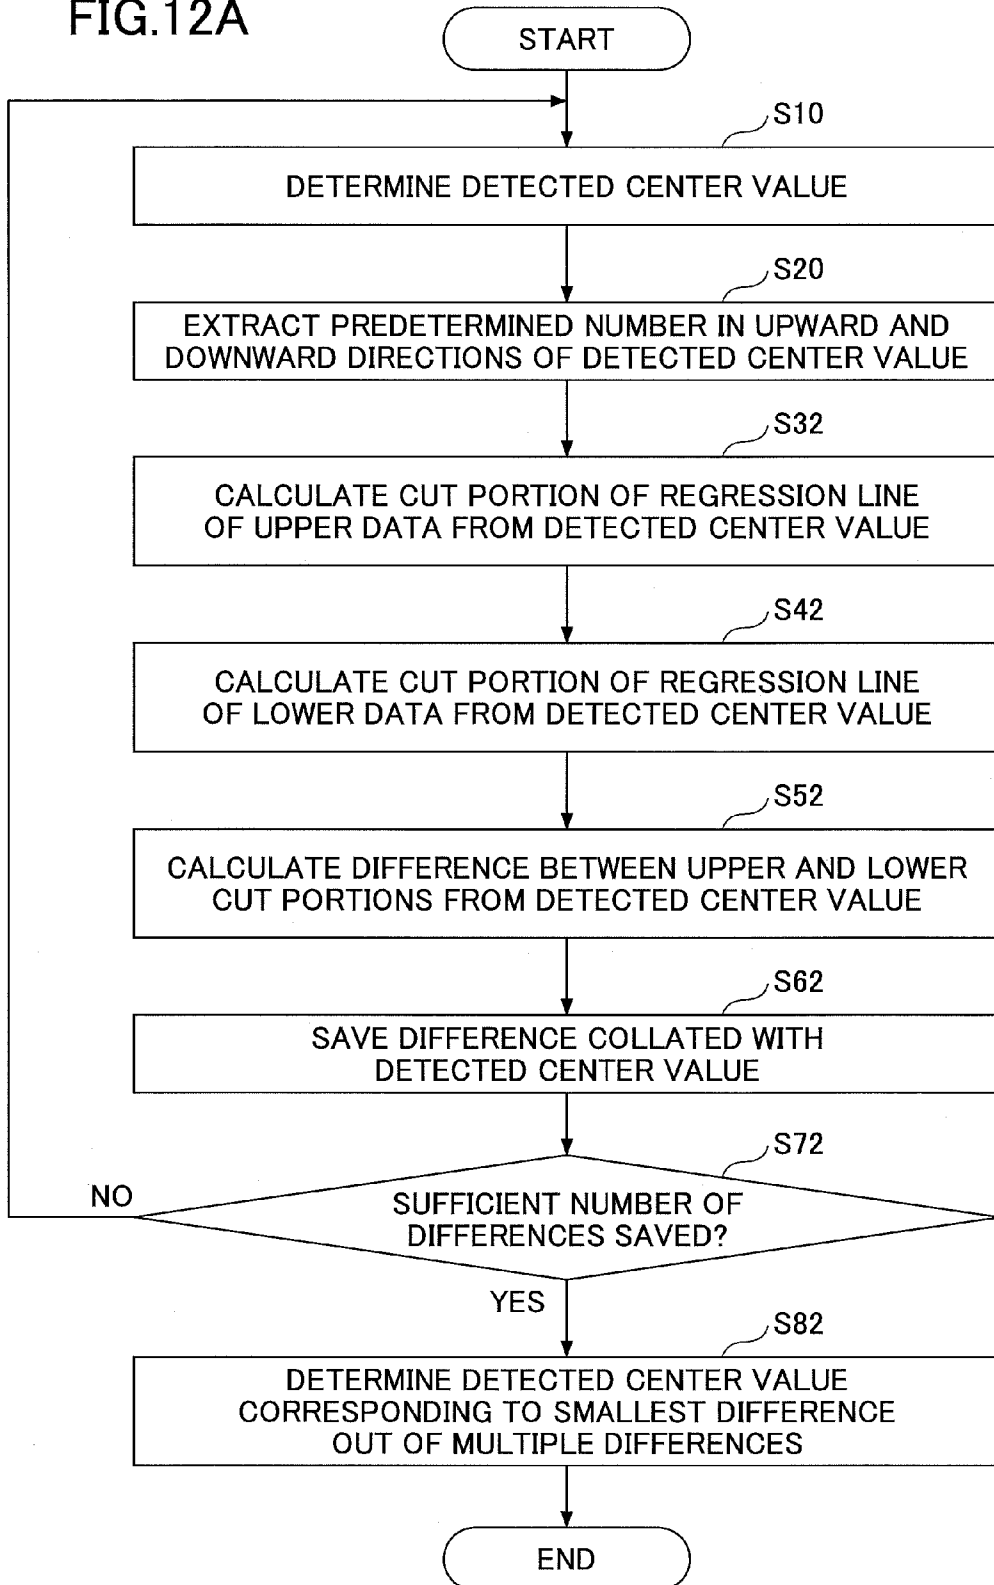 FIG.12A
START
S10
DETERMINE DETECTED CENTER VALUE
S20
EXTRACT PREDETERMINED NUMBER IN UPWARD AND
DOWNWARD DIRECTIONS OF DETECTED CENTER VALUE
S32
CALCULATE CUT PORTION OF REGRESSION LINE
OF UPPER DATA FROM DETECTED CENTER VALUE
S42
CALCULATE CUT PORTION OF REGRESSION LINE
OF LOWER DATA FROM DETECTED CENTER VALUE
S52
CALCULATE DIFFERENCE BETWEEN UPPER AND LOWER
CUT PORTIONS FROM DETECTED CENTER VALUE
S62
SAVE DIFFERENCE COLLATED WITH
DETECTED CENTER VALUE
S72
NO
SUFFICIENT NUMBER OF
DIFFERENCES SAVED?
YES
S82
DETERMINE DETECTED CENTER VALUE
CORRESPONDING TO SMALLEST DIFFERENCE
OUT OF MULTIPLE DIFFERENCES
END